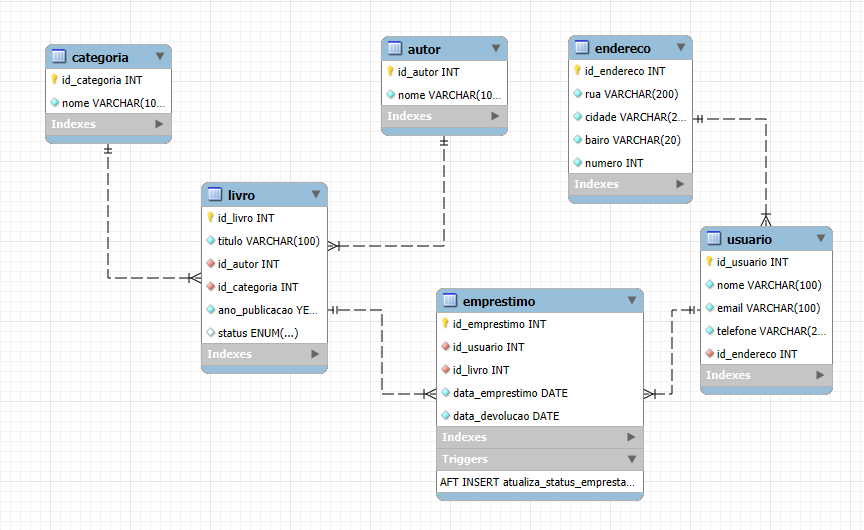 categoria
id_categoria INT
nome VARCHAR(10...
Indexes
autor
id_autor INT
nome VARCHAR(10...
Indexes
endereco
id_endereco INT
rua VARCHAR(200)
cidade VARCHAR(2...
bairo VARCHAR(20)
numero INT
Indexes
livro
id_livro INT
titulo VARCHAR(100)
id_autor INT
id_categoria INT
ano_publicacao YE...
status ENUM(...)
Indexes
usuario
id_usuario INT
nome VARCHAR(100)
email VARCHAR(100)
telefone VARCHAR(2...
id_endereco INT
Indexes
emprestimo
id_emprestimo INT
id_usuario INT
id_livro INT
data_emprestimo DATE
data_devolucao DATE
Indexes
Triggers
AFT INSERT atualiza_status_empresta...